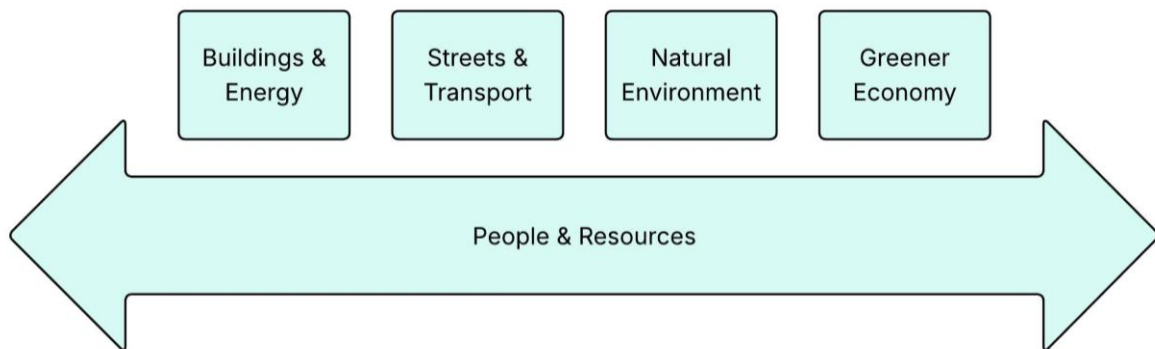 Buildings &
Energy
Streets &
Transport
Natural
Environment
Greener
Economy
People & Resources